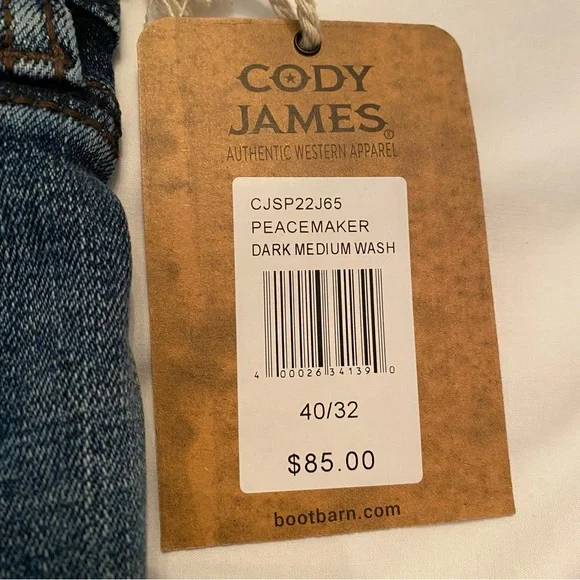 CODY
JAMES®
AUTHENTIC WESTERN APPAREL
CJSP22J65
PEACEMAKER
DARK MEDIUM WASH
4 00026 34139 0
40/32
$85.00
bootbarn.com